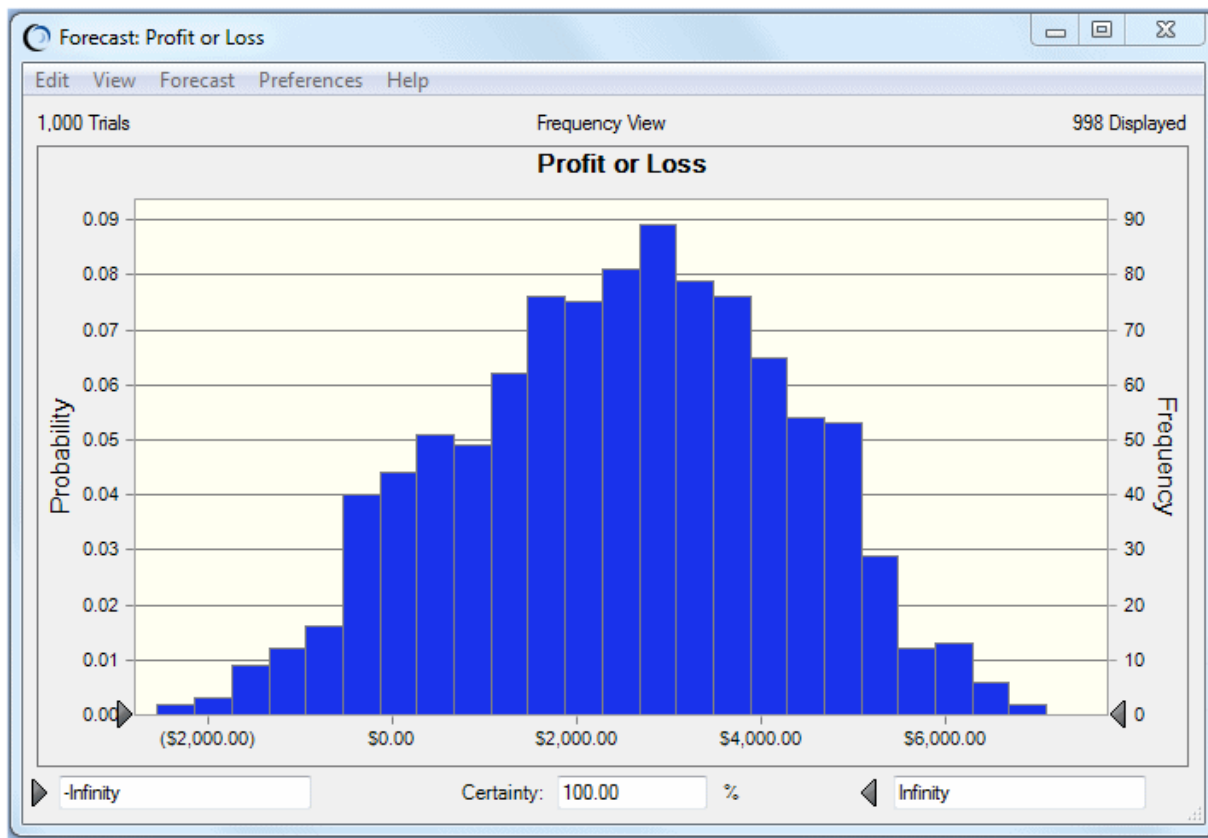 Forecast: Profit or Loss
Edit View Forecast Preferences Help
1,000 Trials Frequency View 998 Displayed
Profit or Loss
0.09 90
0.08 80
0.07 70
0.06 60
0.05 50
0.04 40
0.03 30
0.02 20
0.01 10
0.00 0
Probability
Frequency
($2,000.00) $0.00 $2,000.00 $4,000.00 $6,000.00
-Infinity Certainty: 100.00 % Infinity